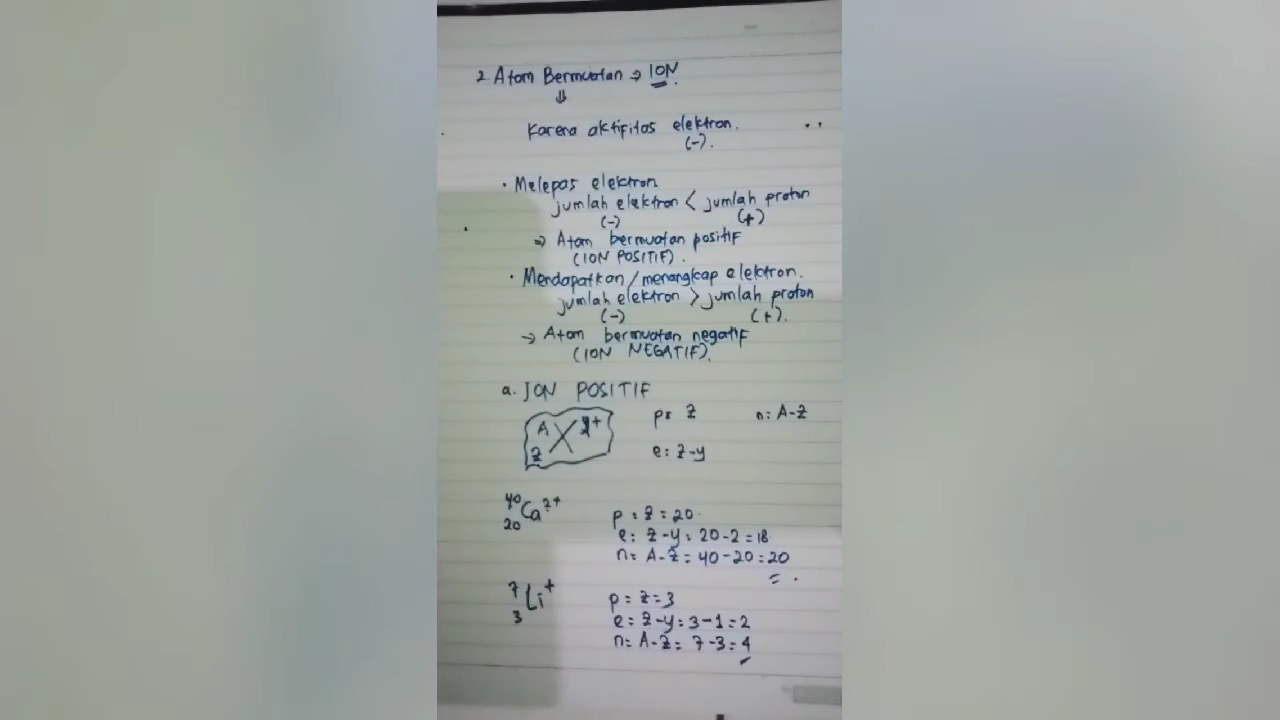 2. Atom Bermuatan → ION.
⇓
Karena aktifitas elektron.
(-).
• Melepas elektron
jumlah elektron < jumlah proton
(-) (+)
⇒ Atom bermuatan positif
(ION POSITIF).
• Mendapatkan/menangkap elektron.
jumlah elektron > jumlah proton
(-) (+).
→ Atom bermuatan negatif
(ION NEGATIF).
a. ION POSITIF
A X y+ p: Z n: A-Z
Z e: Z-y
40 Ca 2+
20
p = Z = 20.
e: Z-y: 20-2=18
n= A-Z = 40-20=20
7 Li +
3
p = Z=3
e: Z-y: 3-1=2
n= A-Z= 7-3=4